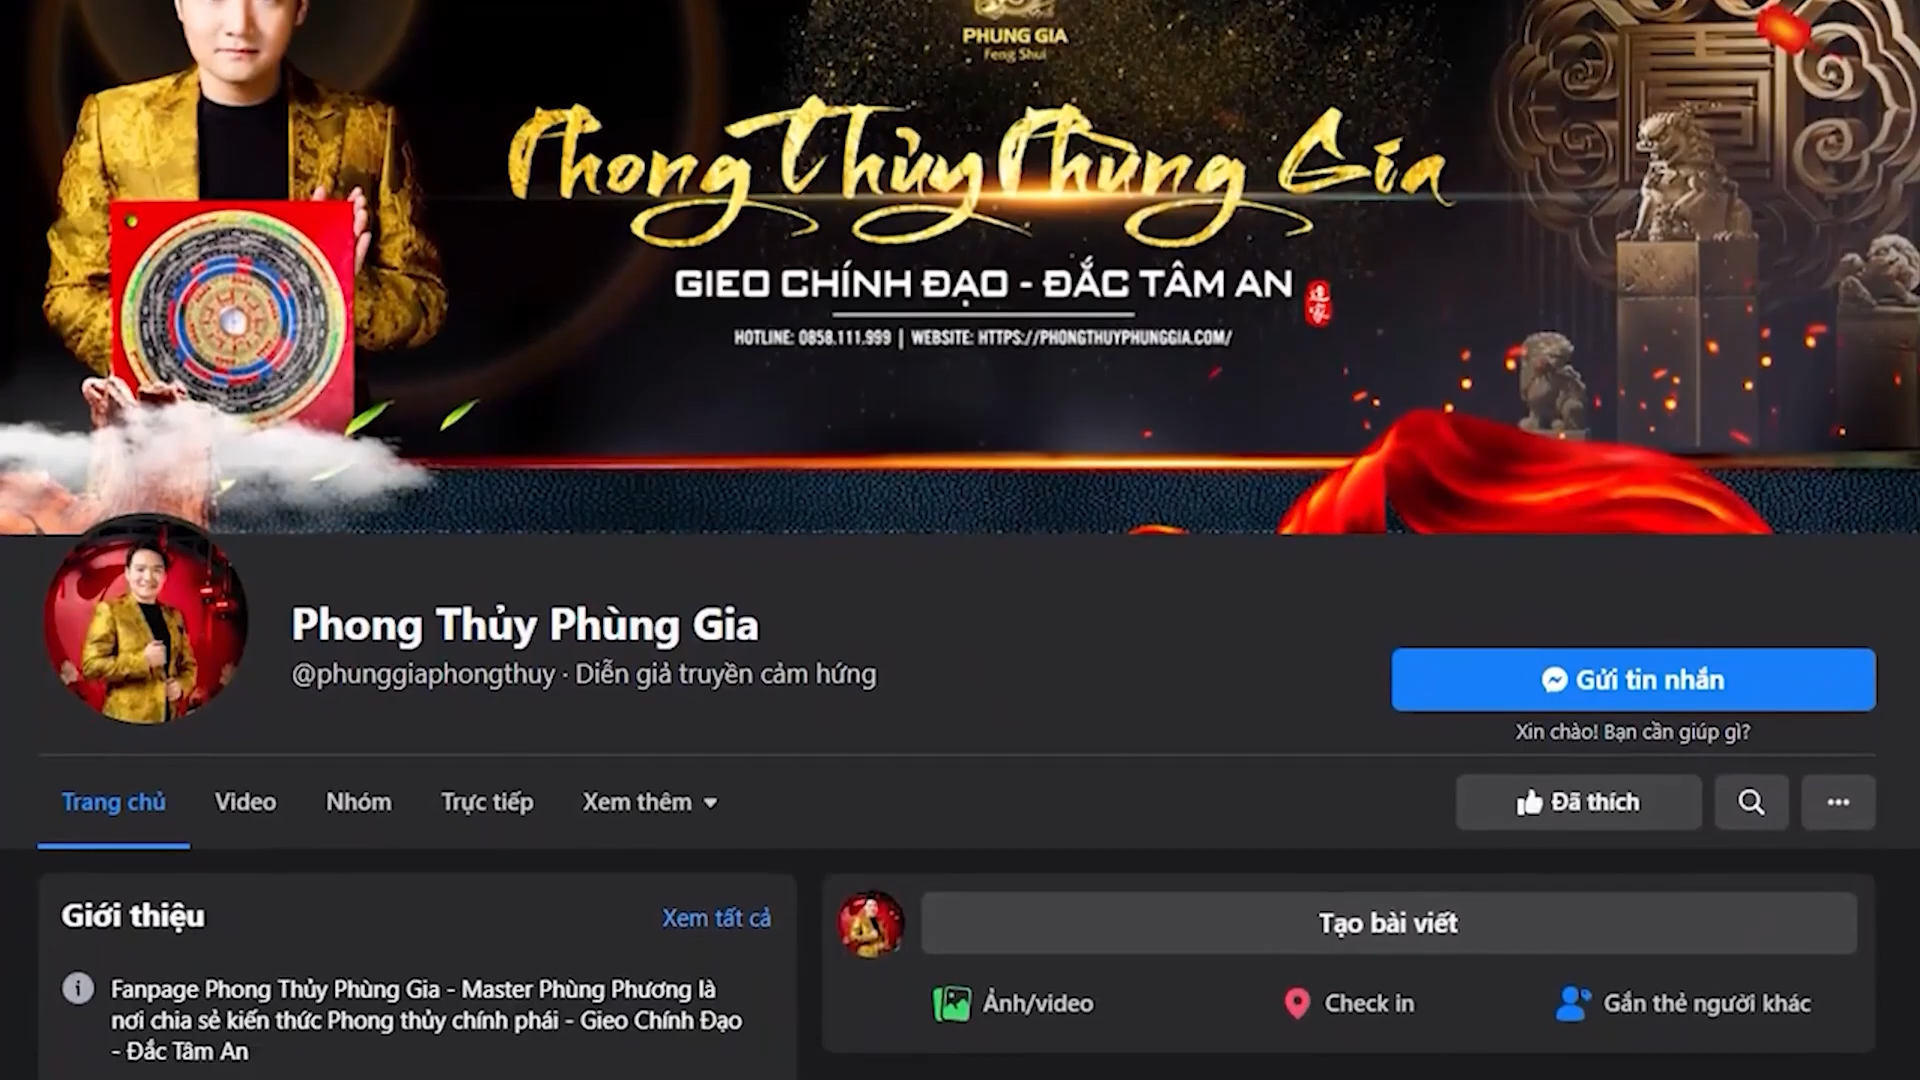 PHUNG GIA
Feng Shui
Phong Thủy Phùng Gia
GIEO CHÍNH ĐẠO - ĐẮC TÂM AN
HOTLINE: 0858.111.999 | WEBSITE: HTTPS://PHONGTHUYPHUNGGIA.COM/
Phong Thủy Phùng Gia
@phunggiaphongthuy · Diễn giả truyền cảm hứng
Gửi tin nhắn
Xin chào! Bạn cần giúp gì?
Trang chủ Video Nhóm Trực tiếp Xem thêm
Đã thích
Giới thiệu Xem tất cả
Fanpage Phong Thủy Phùng Gia - Master Phùng Phương là
nơi chia sẻ kiến thức Phong thủy chính phái - Gieo Chính Đạo
- Đắc Tâm An
Tạo bài viết
Ảnh/video Check in Gắn thẻ người khác